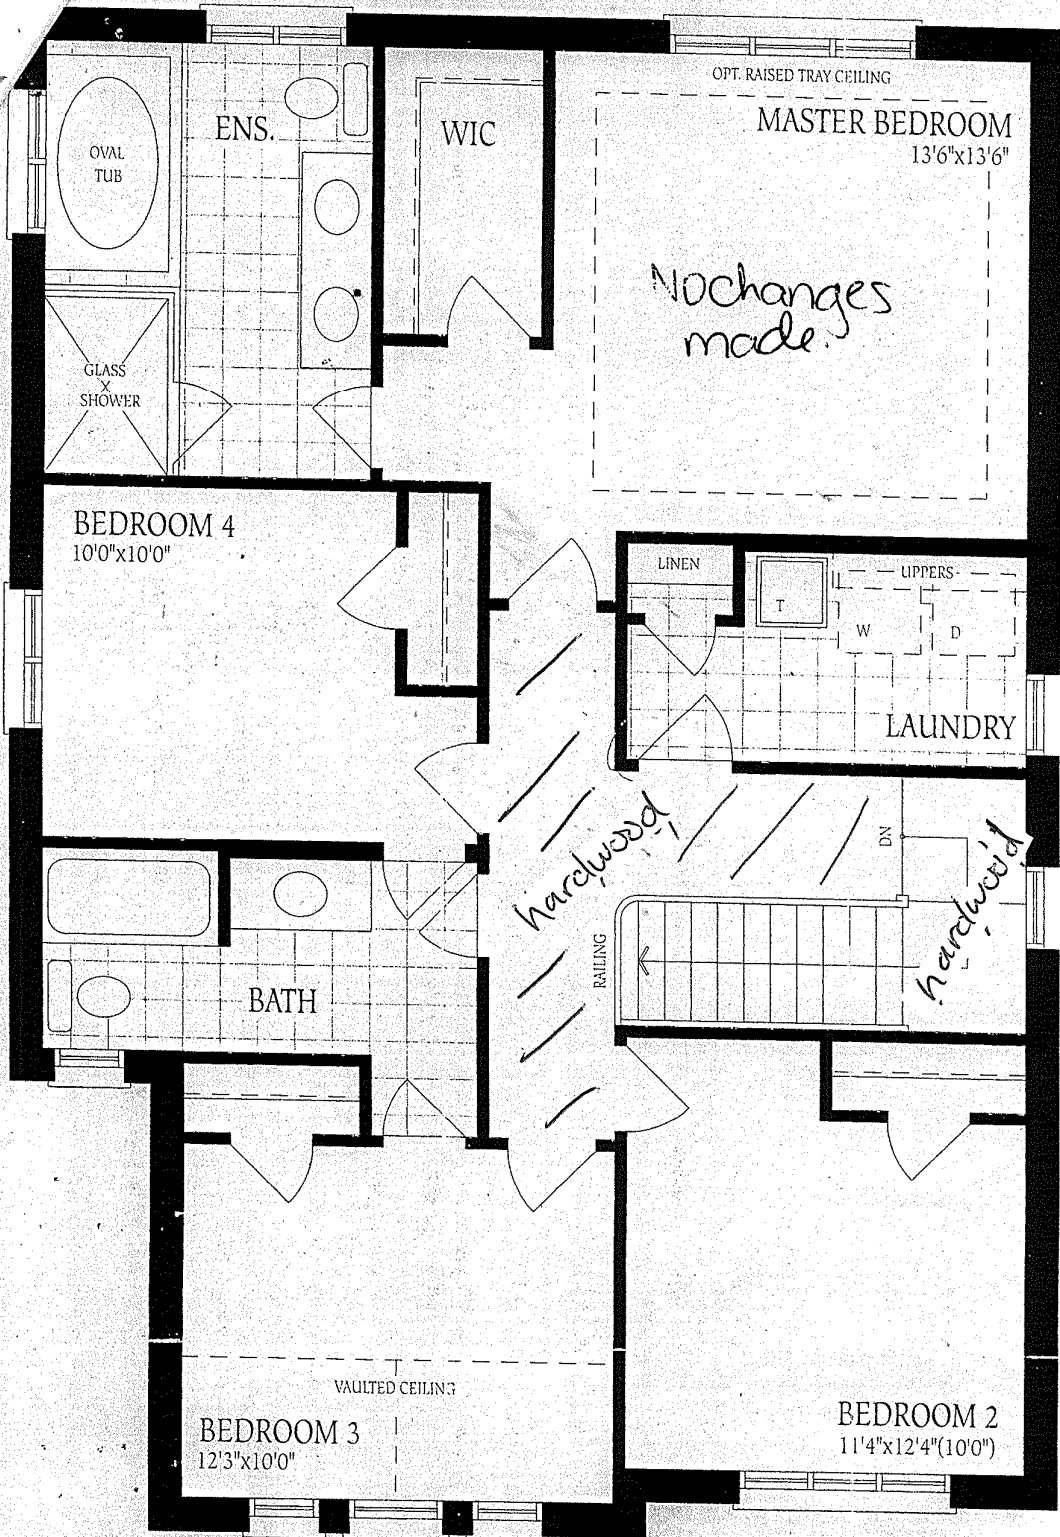 OPT. RAISED TRAY CEILING
MASTER BEDROOM
13'6"x13'6"
ENS.
WIC
OVAL
TUB
No changes
made.
GLASS
X
SHOWER
BEDROOM 4
10'0"x10'0"
LINEN
UPPERS
T
W
D
LAUNDRY
hardwood
DN
hardwood
RAILING
BATH
VAULTED CEILING
BEDROOM 3
12'3"x10'0"
BEDROOM 2
11'4"x12'4"(10'0")